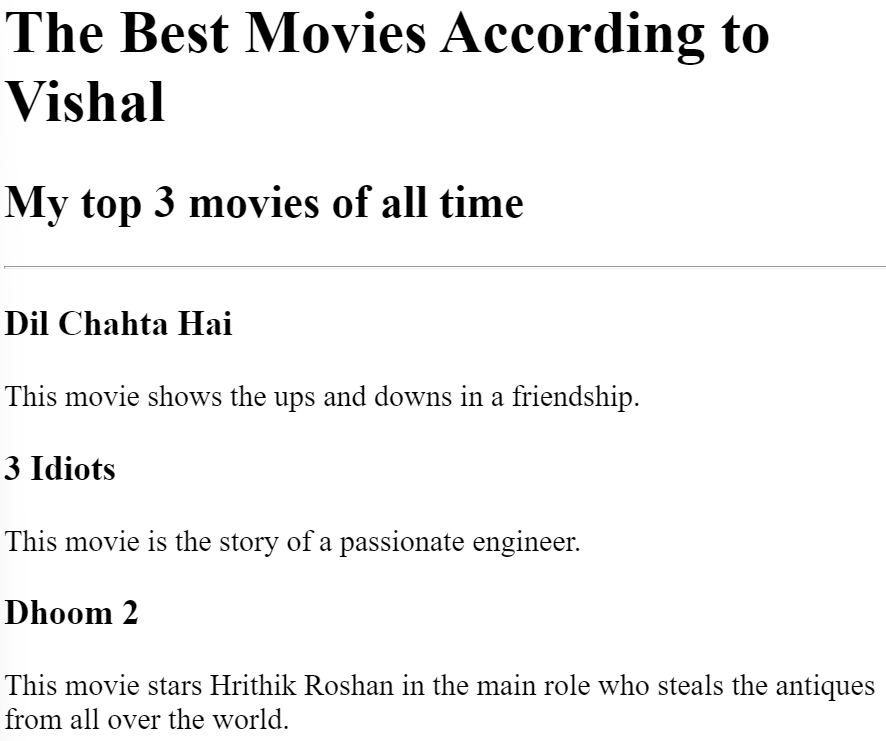 The Best Movies According to
Vishal
My top 3 movies of all time
Dil Chahta Hai
This movie shows the ups and downs in a friendship.
3 Idiots
This movie is the story of a passionate engineer.
Dhoom 2
This movie stars Hrithik Roshan in the main role who steals the antiques
from all over the world.